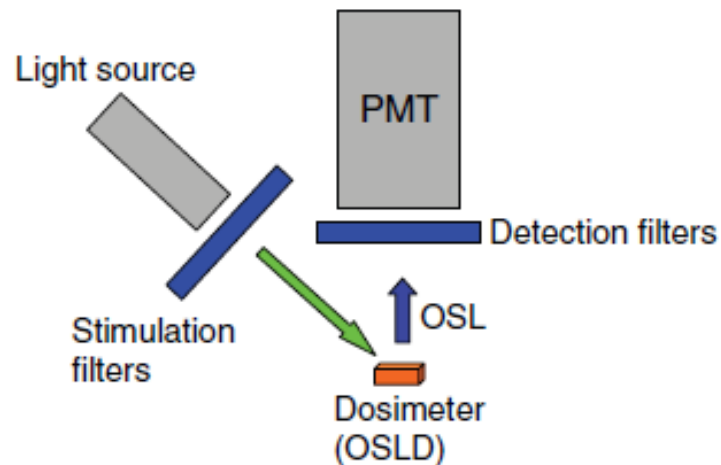 Light source
PMT
Detection filters
OSL
Stimulation
filters
Dosimeter
(OSLD)